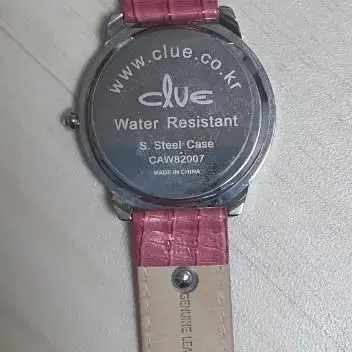 www.clue.co.kr
clue
Water Resistant
S. Steel Case
CAW82007
MADE IN CHINA
GENUINE LEA